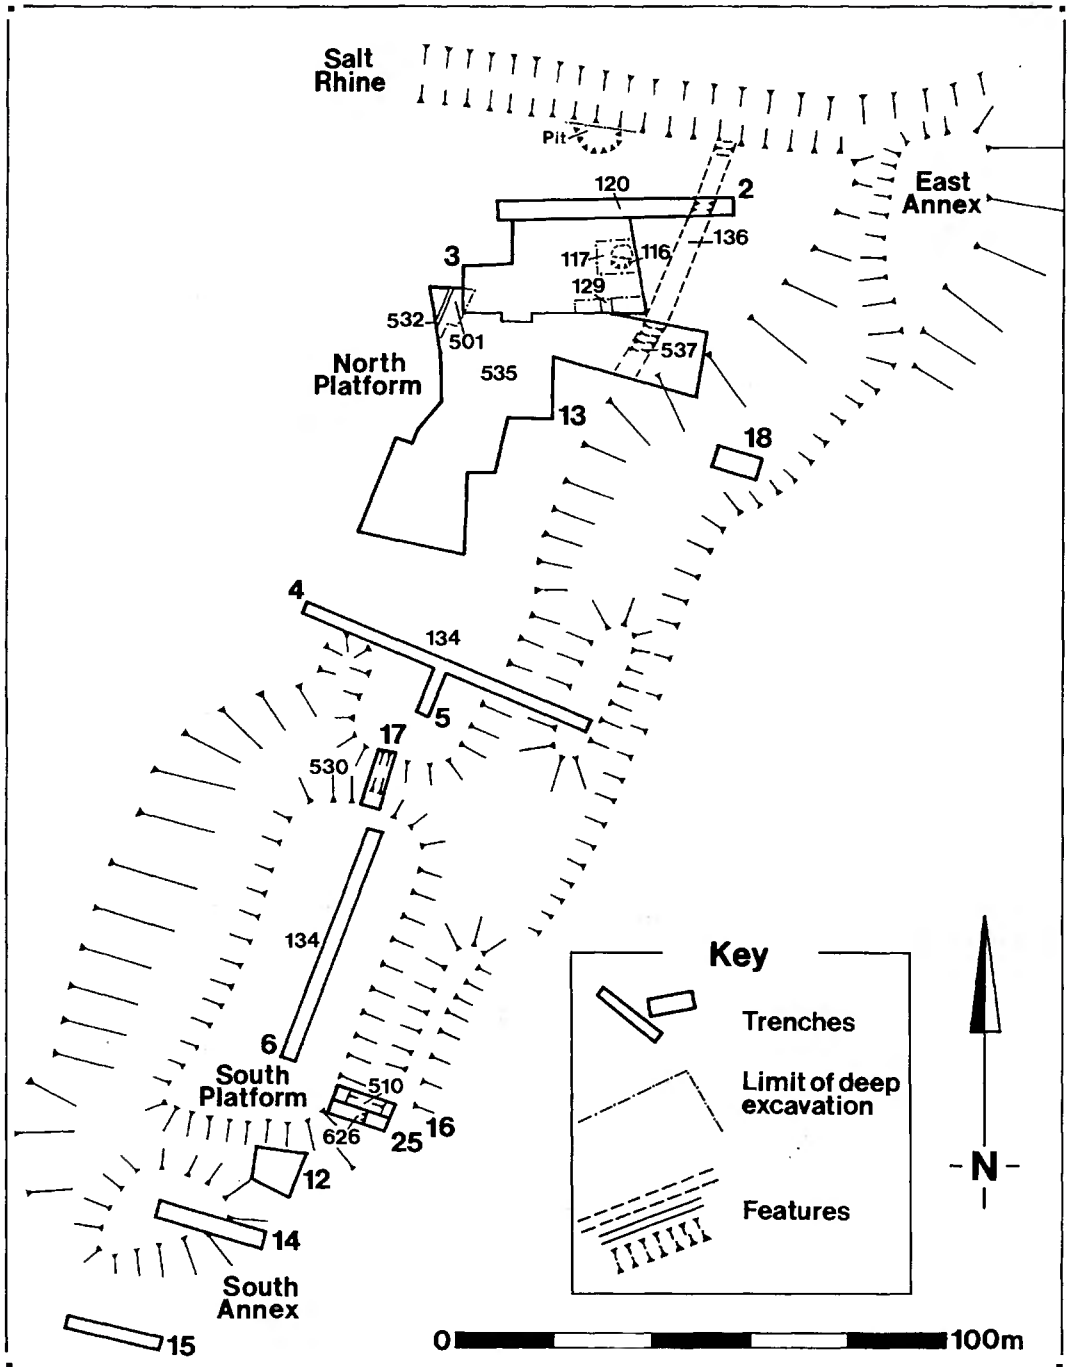 Salt
Rhine
Pit
East
Annex
120
2
136
3
117
116
129
532
501
537
North
Platform
535
13
18
4
134
5
17
530
134
6
South
Platform
510
626
25
16
12
14
South
Annex
15
Key
Trenches
Limit of deep
excavation
Features
-N-
0
100m